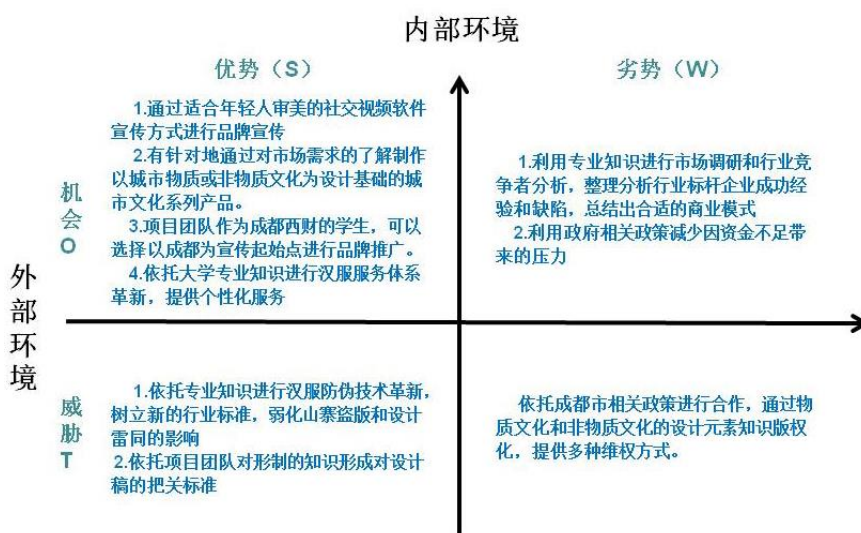 内部环境
优势（S）
劣势（W）
外部环境
机会O
1.通过适合年轻人审美的社交视频软件
宣传方式进行品牌宣传
2.有针对地通过对市场需求的了解制作
以城市物质或非物质文化为设计基础的城
市文化系列产品。
3.项目团队作为成都西财的学生，可以
选择以成都为宣传起始点进行品牌推广。
4.依托大学专业知识进行汉服服务体系
革新，提供个性化服务
1.利用专业知识进行市场调研和行业竞
争者分析，整理分析行业标杆企业成功经
验和缺陷，总结出合适的商业模式
2.利用政府相关政策减少因资金不足带
来的压力
威胁T
1.依托专业知识进行汉服防伪技术革新，
树立新的行业标准，弱化山寨盗版和设计
雷同的影响
2.依托项目团队对形制的知识形成对设计
稿的把关标准
依托成都市相关政策进行合作，通过物
质文化和非物质文化的设计元素知识版权
化，提供多种维权方式。